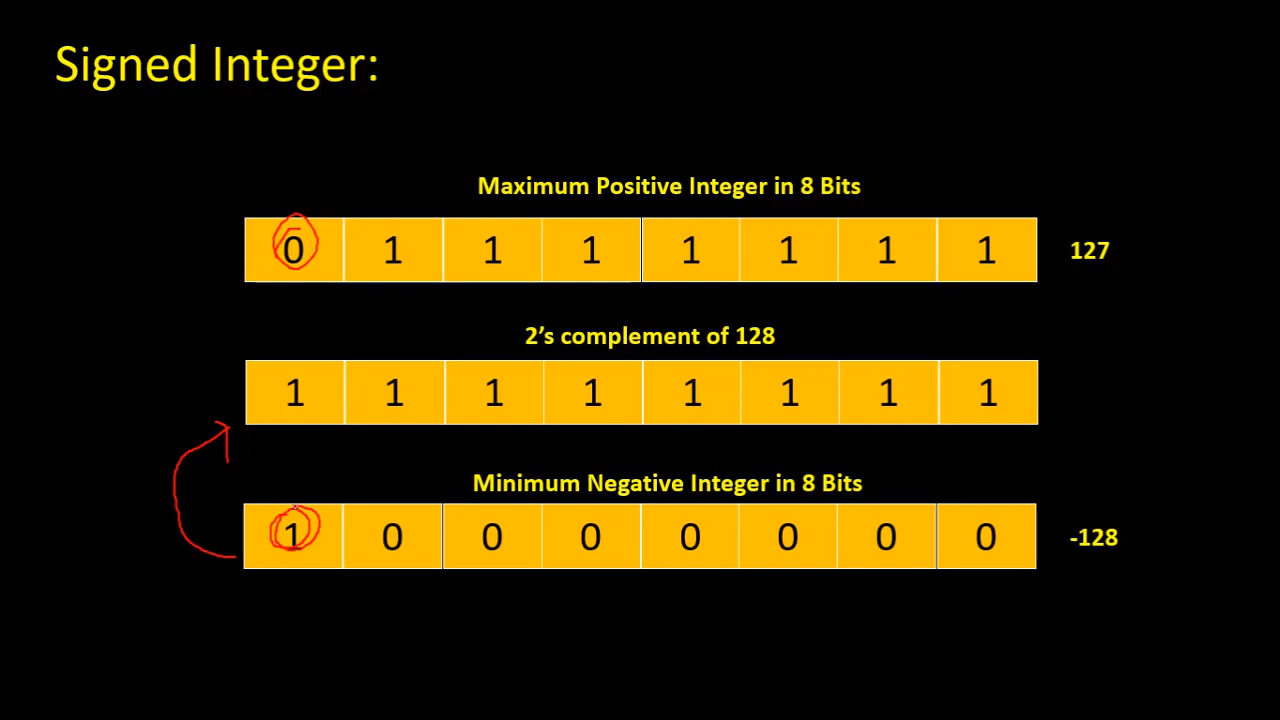 Signed Integer:
Maximum Positive Integer in 8 Bits
0 1 1 1 1 1 1 1 127
2’s complement of 128
1 1 1 1 1 1 1 1
Minimum Negative Integer in 8 Bits
1 0 0 0 0 0 0 0 -128